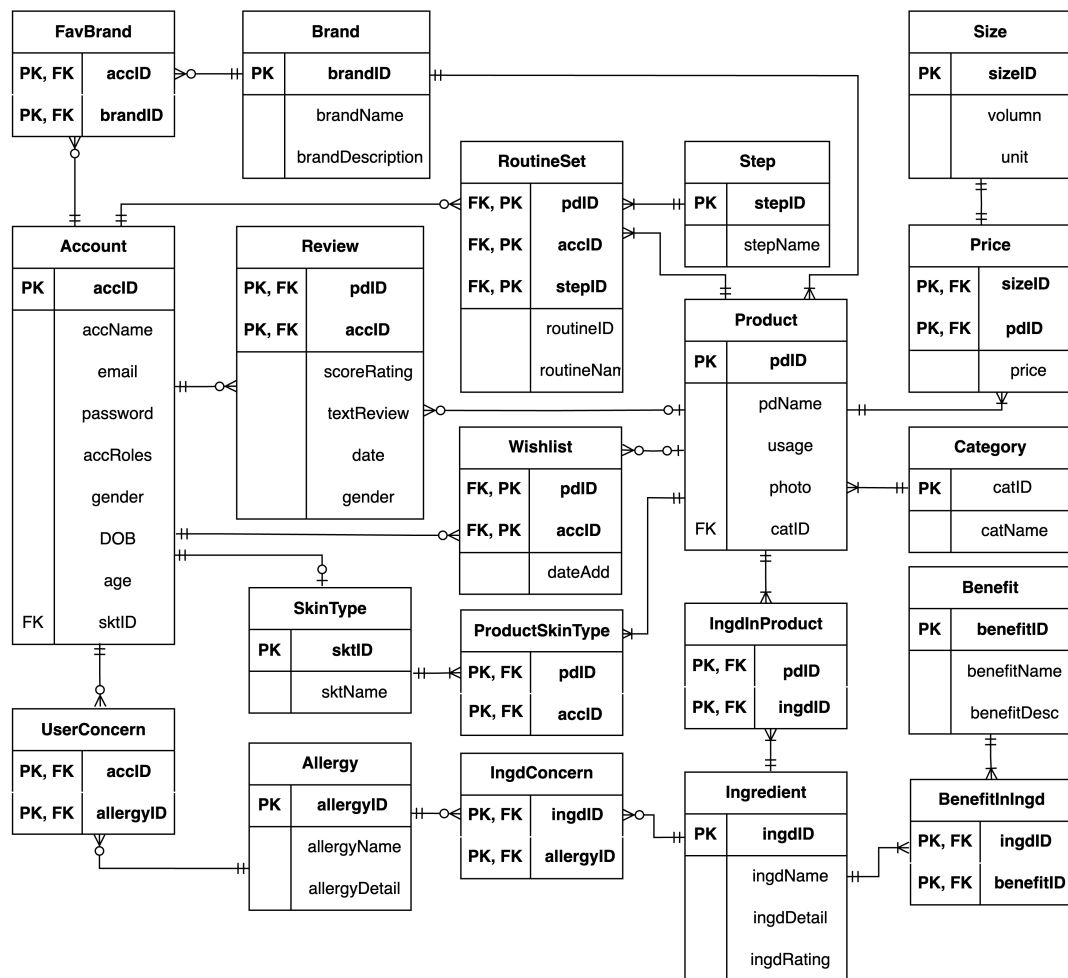 FavBrand
PK, FK accID
PK, FK brandID
Brand
PK brandID
brandName
brandDescription
Size
PK sizeID
volumn
unit
RoutineSet
FK, PK pdID
FK, PK accID
FK, PK stepID
routineID
routineNam
Step
PK stepID
stepName
Account
PK accID
accName
email
password
accRoles
gender
DOB
age
FK sktID
Review
PK, FK pdID
PK, FK accID
scoreRating
textReview
date
gender
Price
PK, FK sizeID
PK, FK pdID
price
Product
PK pdID
pdName
usage
photo
FK catID
Wishlist
FK, PK pdID
FK, PK accID
dateAdd
Category
PK catID
catName
SkinType
PK sktID
sktName
ProductSkinType
PK, FK pdID
PK, FK accID
IngdInProduct
PK, FK pdID
PK, FK ingdID
Benefit
PK benefitID
benefitName
benefitDesc
UserConcern
PK, FK accID
PK, FK allergyID
Allergy
PK allergyID
allergyName
allergyDetail
IngdConcern
PK, FK ingdID
PK, FK allergyID
Ingredient
PK ingdID
ingdName
ingdDetail
ingdRating
BenefitInIngd
PK, FK ingdID
PK, FK benefitID